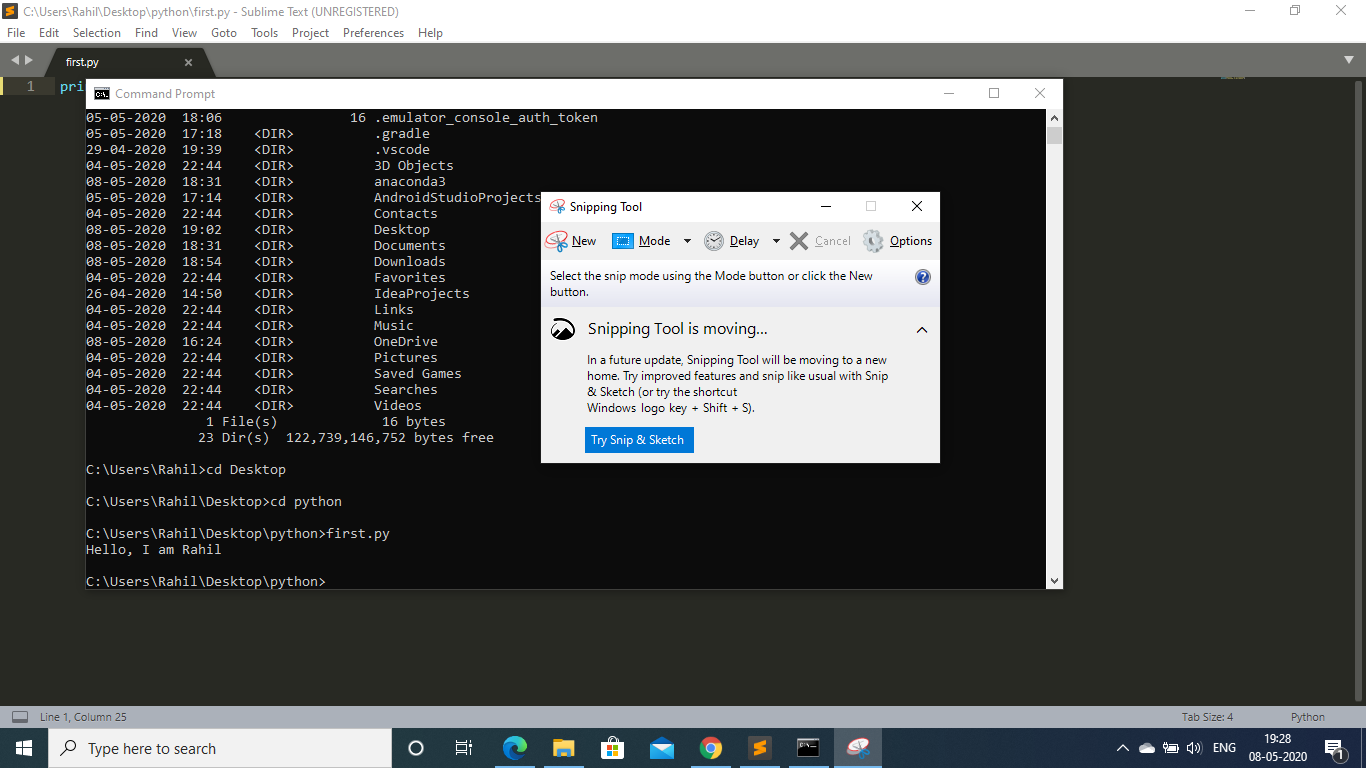 C:\Users\Rahil\Desktop\python\first.py - Sublime Text (UNREGISTERED)
File Edit Selection Find View Goto Tools Project Preferences Help
first.py
1 pri
Command Prompt
05-05-2020  18:06                16 .emulator_console_auth_token
05-05-2020  17:18    <DIR>          .gradle
29-04-2020  19:39    <DIR>          .vscode
04-05-2020  22:44    <DIR>          3D Objects
08-05-2020  18:31    <DIR>          anaconda3
05-05-2020  17:14    <DIR>          AndroidStudioProjects
04-05-2020  22:44    <DIR>          Contacts
08-05-2020  19:02    <DIR>          Desktop
08-05-2020  18:31    <DIR>          Documents
08-05-2020  18:54    <DIR>          Downloads
04-05-2020  22:44    <DIR>          Favorites
26-04-2020  14:50    <DIR>          IdeaProjects
04-05-2020  22:44    <DIR>          Links
04-05-2020  22:44    <DIR>          Music
08-05-2020  16:24    <DIR>          OneDrive
04-05-2020  22:44    <DIR>          Pictures
04-05-2020  22:44    <DIR>          Saved Games
04-05-2020  22:44    <DIR>          Searches
04-05-2020  22:44    <DIR>          Videos
1 File(s)             16 bytes
23 Dir(s)  122,739,146,752 bytes free
C:\Users\Rahil>cd Desktop
C:\Users\Rahil\Desktop>cd python
C:\Users\Rahil\Desktop\python>first.py
Hello, I am Rahil
C:\Users\Rahil\Desktop\python>
Snipping Tool
New Mode Delay Cancel Options
Select the snip mode using the Mode button or click the New
button.
Snipping Tool is moving...
In a future update, Snipping Tool will be moving to a new
home. Try improved features and snip like usual with Snip
& Sketch (or try the shortcut
Windows logo key + Shift + S).
Try Snip & Sketch
Line 1, Column 25 Tab Size: 4 Python
Type here to search
ENG
19:28
08-05-2020
1